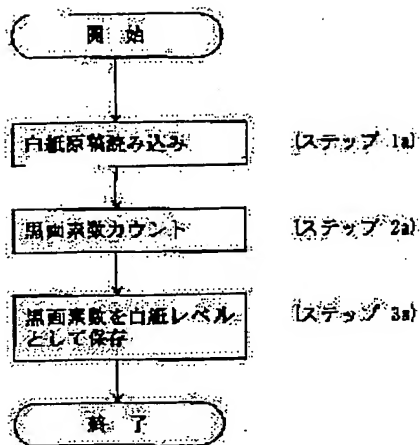 開 始
白紙原稿読み込み (ステップ 1a)
黒画素数カウント (ステップ 2a)
黒画素数を白紙レベル
として保存 (ステップ 3a)
終 了